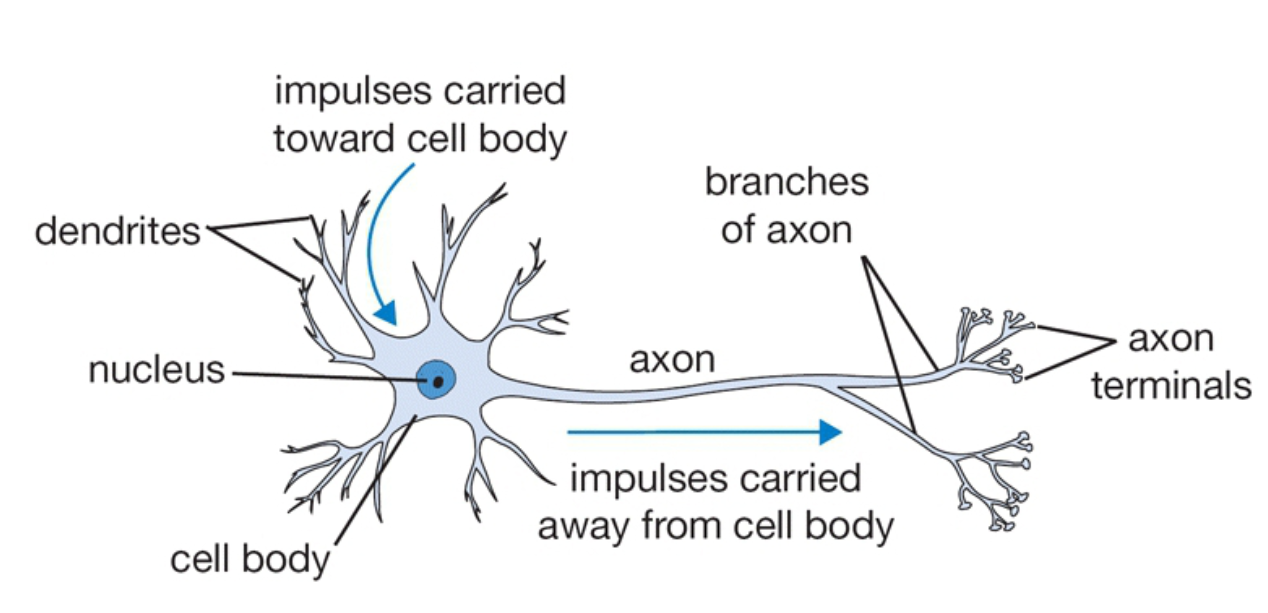 impulses carried
toward cell body
branches
of axon
dendrites
axon
terminals
axon
nucleus
impulses carried
away from cell body
cell body